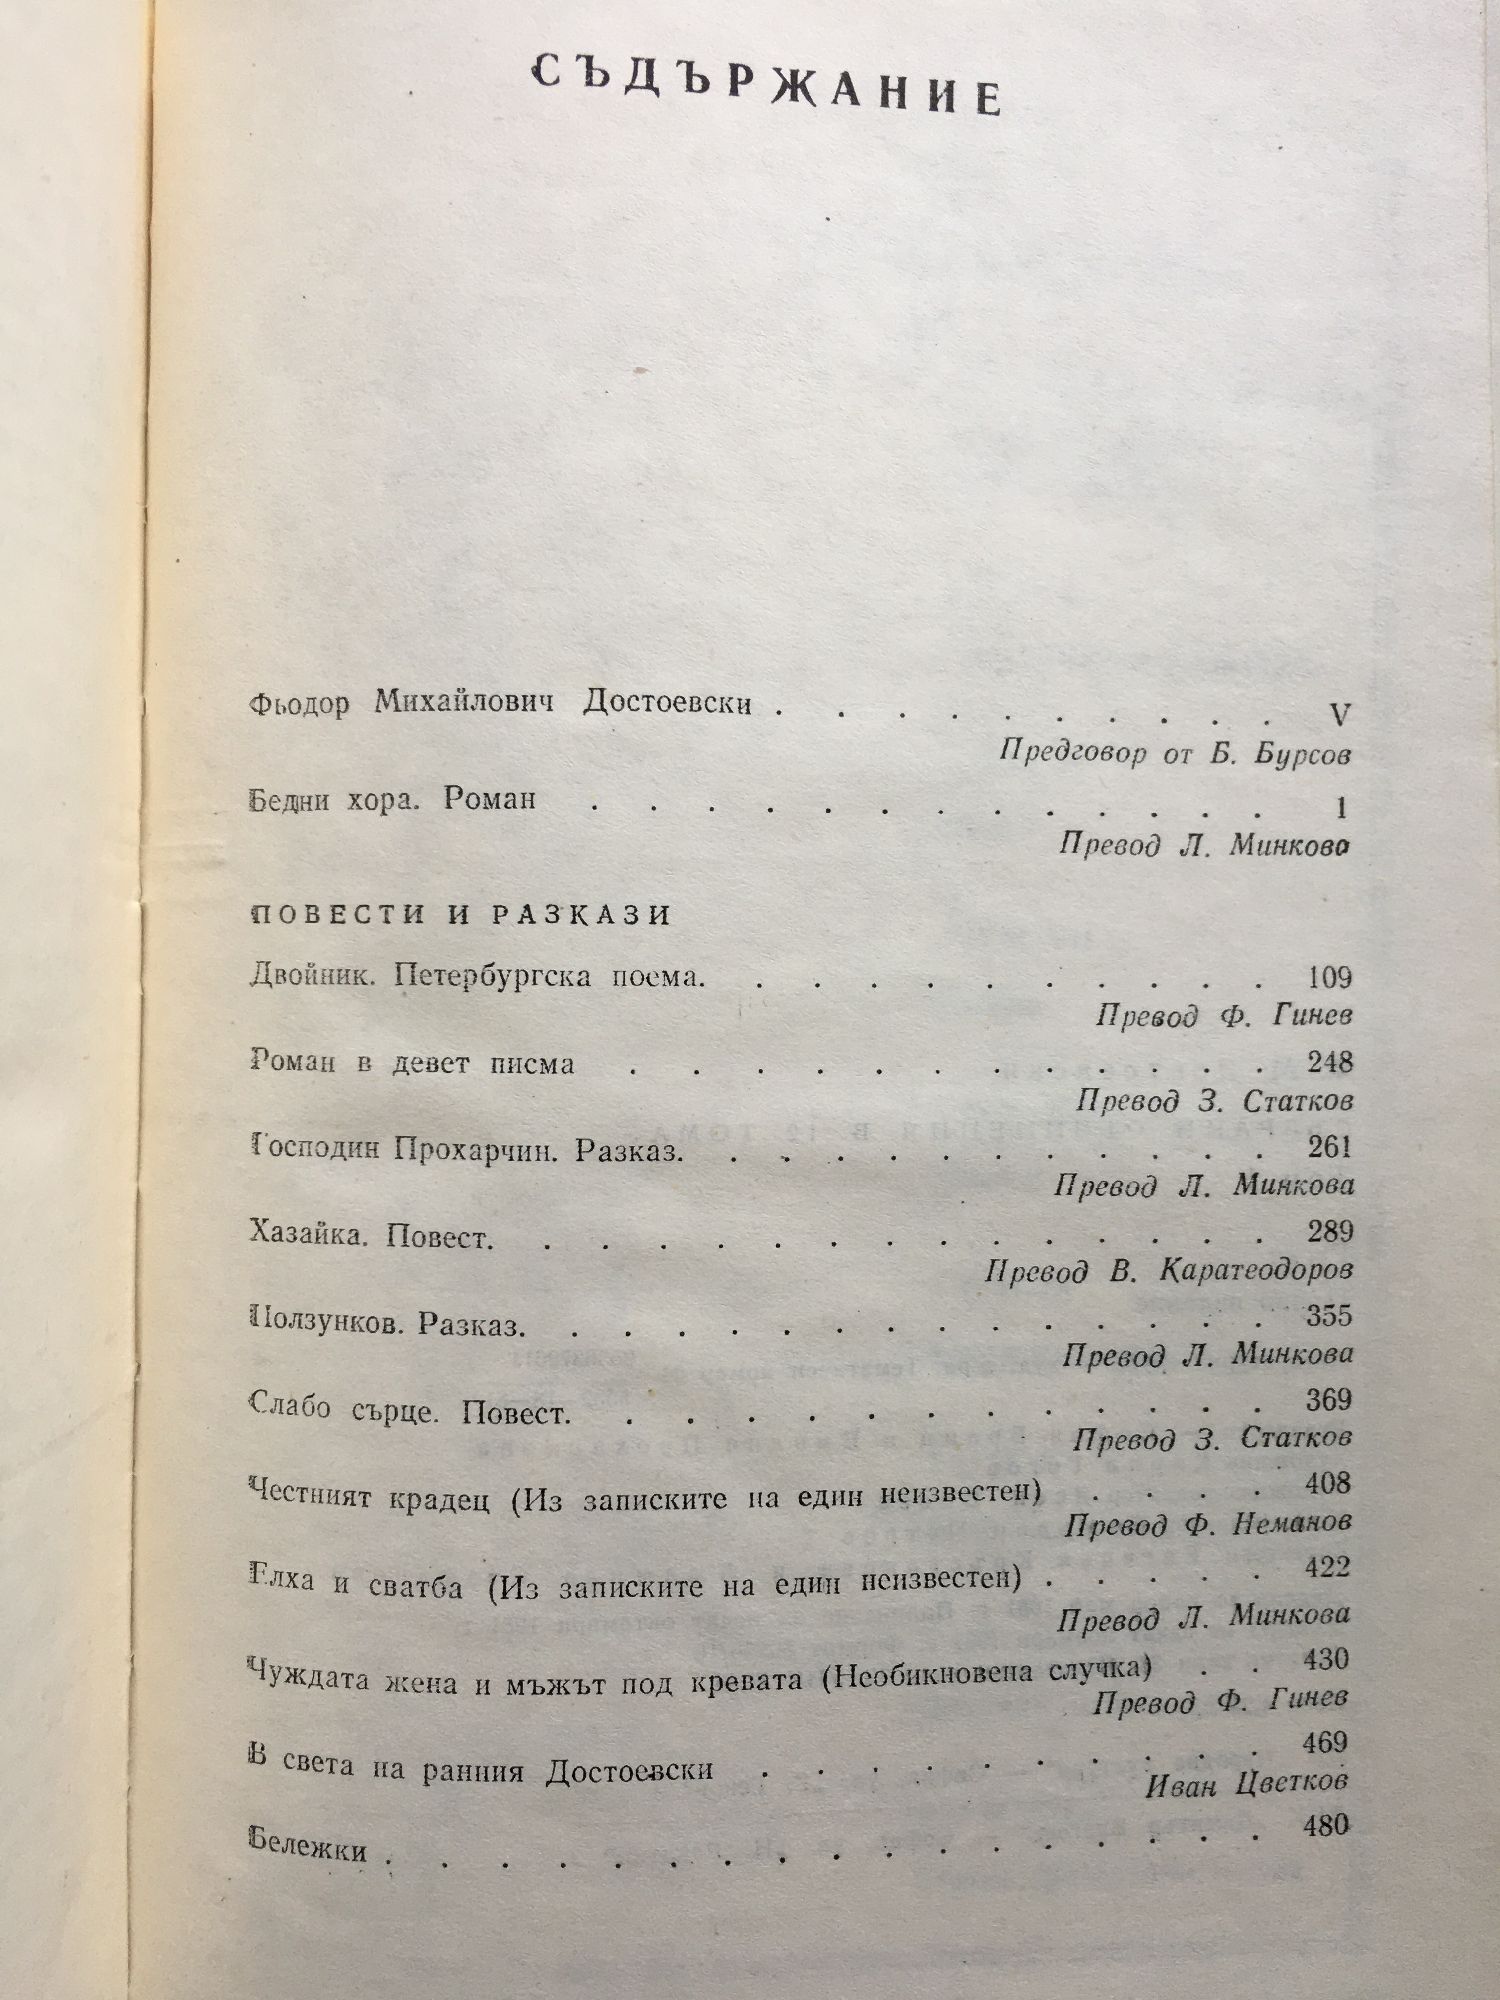 СЪДЪРЖАНИЕ
Фьодор Михайлович Достоевски . . . . . . . . . . V
Предговор от Б. Бурсов
Бедни хора. Роман . . . . . . . . . . . . 1
Превод Л. Минкова
ПОВЕСТИ И РАЗКАЗИ
Двойник. Петербургска поема. . . . . . . . . . . 109
Превод Ф. Гинев
Роман в девет писма . . . . . . . . . . . 248
Превод З. Статков
Господин Прохарчин. Разказ. . . . . . . . . . . . 261
Превод Л. Минкова
Хазайка. Повест. . . . . . . . . . . . . . 289
Превод В. Каратеодоров
Ползунков. Разказ. . . . . . . . . . . . . . 355
Превод Л. Минкова
Слабо сърце. Повест. . . . . . . . . . . . . 369
Превод З. Статков
Честният крадец (Из записките на един неизвестен) . . . . 408
Превод Ф. Неманов
Елха и сватба (Из записките на един неизвестен) . . . . . 422
Превод Л. Минкова
Чуждата жена и мъжът под кревата (Необикновена случка) . . 430
Превод Ф. Гинев
В света на ранния Достоевски . . . . . . . . . . 469
Иван Цветков
Бележки . . . . . . . . . . . . . . . . 480